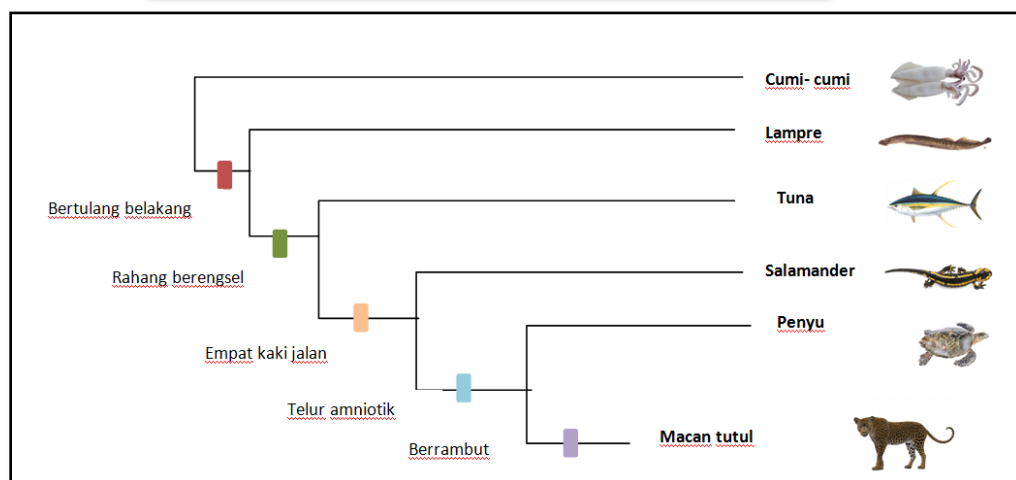 Cumi- cumi
Lampre
Tuna
Bertulang belakang
Salamander
Rahang berengsel
Penyu
Empat kaki jalan
Telur amniotik
Macan tutul
Berrambut